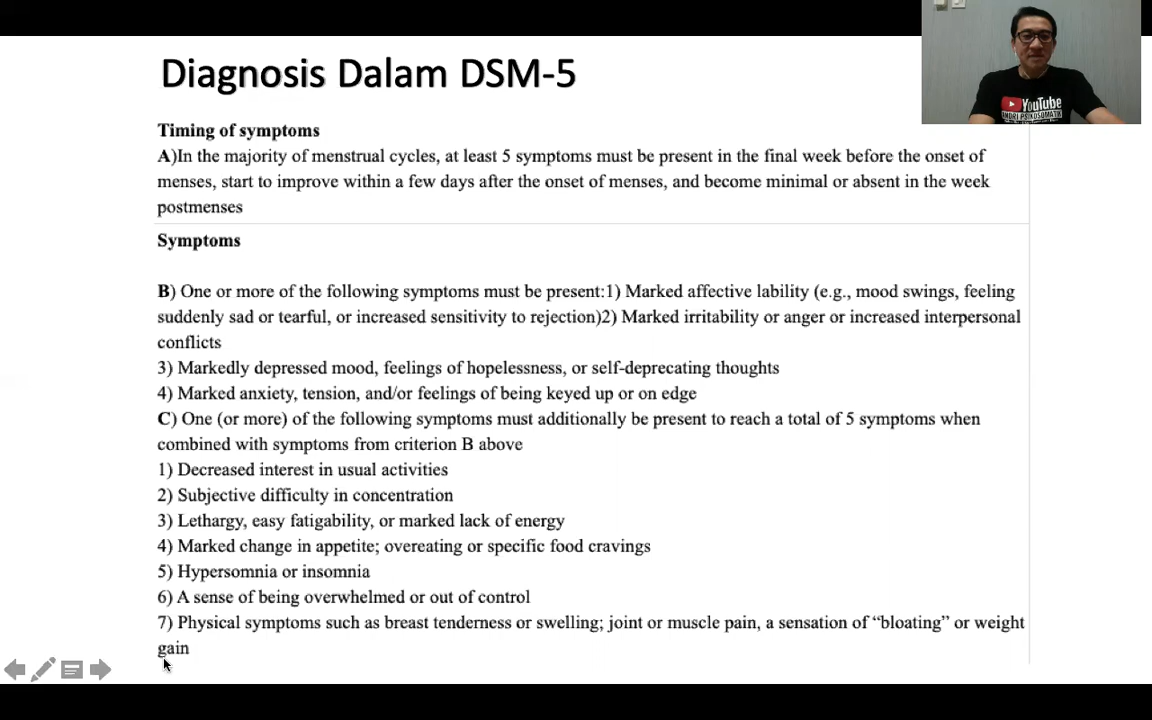 Diagnosis Dalam DSM-5
YouTube
ANDRI PSIKOSOMATIK
Timing of symptoms
A)In the majority of menstrual cycles, at least 5 symptoms must be present in the final week before the onset of
menses, start to improve within a few days after the onset of menses, and become minimal or absent in the week
postmenses
Symptoms
B) One or more of the following symptoms must be present:1) Marked affective lability (e.g., mood swings, feeling
suddenly sad or tearful, or increased sensitivity to rejection)2) Marked irritability or anger or increased interpersonal
conflicts
3) Markedly depressed mood, feelings of hopelessness, or self-deprecating thoughts
4) Marked anxiety, tension, and/or feelings of being keyed up or on edge
C) One (or more) of the following symptoms must additionally be present to reach a total of 5 symptoms when
combined with symptoms from criterion B above
1) Decreased interest in usual activities
2) Subjective difficulty in concentration
3) Lethargy, easy fatigability, or marked lack of energy
4) Marked change in appetite; overeating or specific food cravings
5) Hypersomnia or insomnia
6) A sense of being overwhelmed or out of control
7) Physical symptoms such as breast tenderness or swelling; joint or muscle pain, a sensation of “bloating” or weight
gain